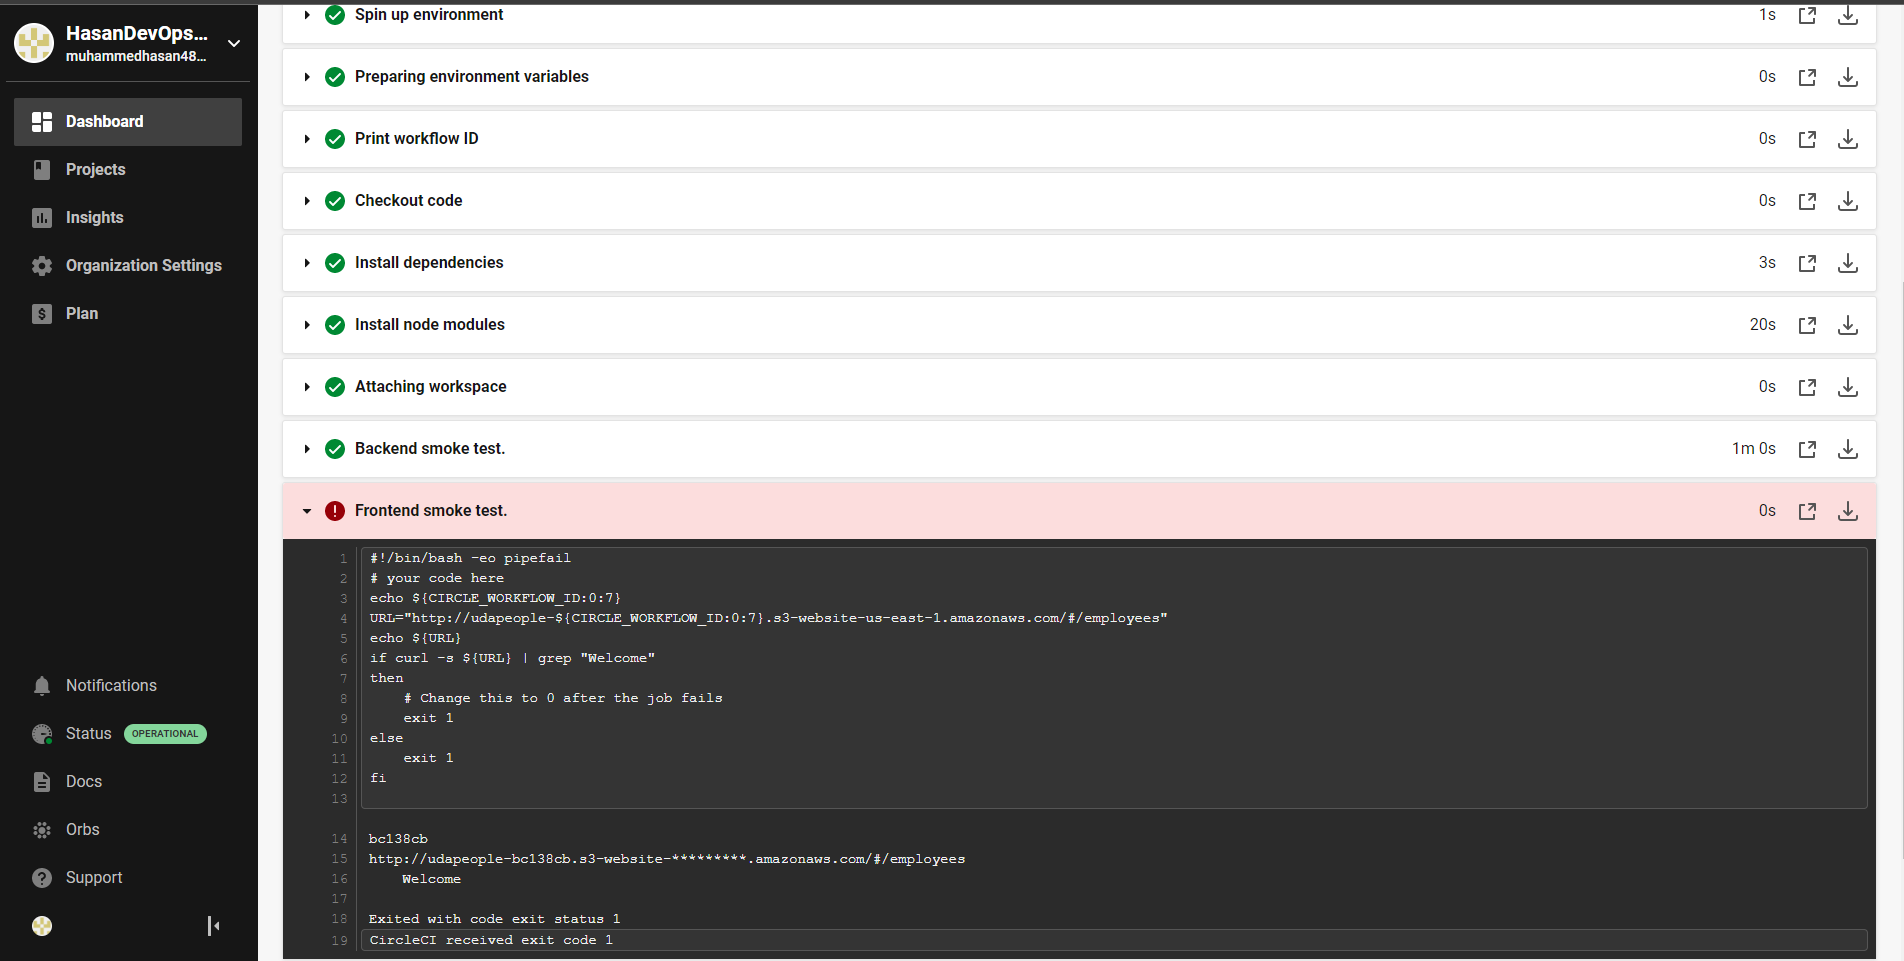 HasanDevOps...
muhammedhasan48...
Dashboard
Projects
Insights
Organization Settings
Plan
Notifications
Status OPERATIONAL
Docs
Orbs
Support
Spin up environment 1s
Preparing environment variables 0s
Print workflow ID 0s
Checkout code 0s
Install dependencies 3s
Install node modules 20s
Attaching workspace 0s
Backend smoke test. 1m 0s
Frontend smoke test. 0s
1 #!/bin/bash -eo pipefail
2 # your code here
3 echo ${CIRCLE_WORKFLOW_ID:0:7}
4 URL="http://udapeople-${CIRCLE_WORKFLOW_ID:0:7}.s3-website-us-east-1.amazonaws.com/#/employees"
5 echo ${URL}
6 if curl -s ${URL} | grep "Welcome"
7 then
8 # Change this to 0 after the job fails
9 exit 1
10 else
11 exit 1
12 fi
13
14 bc138cb
15 http://udapeople-bc138cb.s3-website-*********.amazonaws.com/#/employees
16 Welcome
17
18 Exited with code exit status 1
19 CircleCI received exit code 1